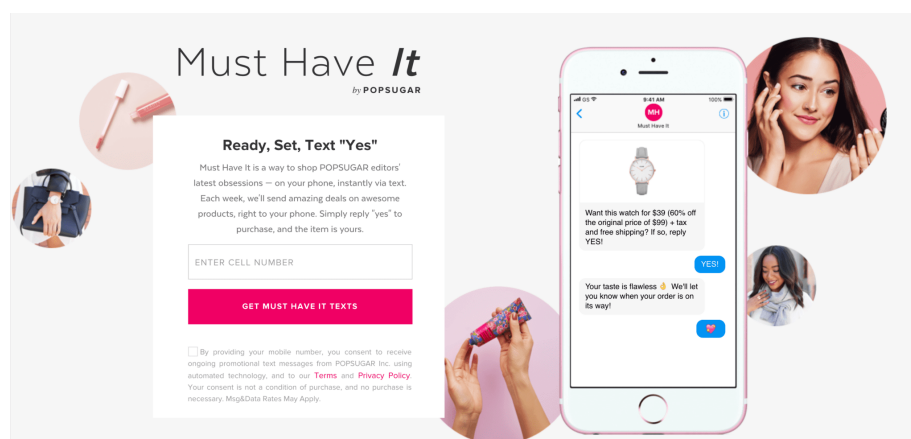 Must Have It
by POPSUGAR
Ready, Set, Text "Yes"
Must Have It is a way to shop POPSUGAR editors'
latest obsessions — on your phone, instantly via text.
Each week, we'll send amazing deals on awesome
products, right to your phone. Simply reply "yes" to
purchase, and the item is yours.
ENTER CELL NUMBER
GET MUST HAVE IT TEXTS
By providing your mobile number, you consent to receive
ongoing promotional text messages from POPSUGAR Inc. using
automated technology, and to our Terms and Privacy Policy.
Your consent is not a condition of purchase, and no purchase is
necessary. Msg&Data Rates May Apply.
9:41 AM
100%
MH
Must Have It
Want this watch for $39 (60% off
the original price of $99) + tax
and free shipping? If so, reply
YES!
YES!
Your taste is flawless 👌 We'll let
you know when your order is on
its way!